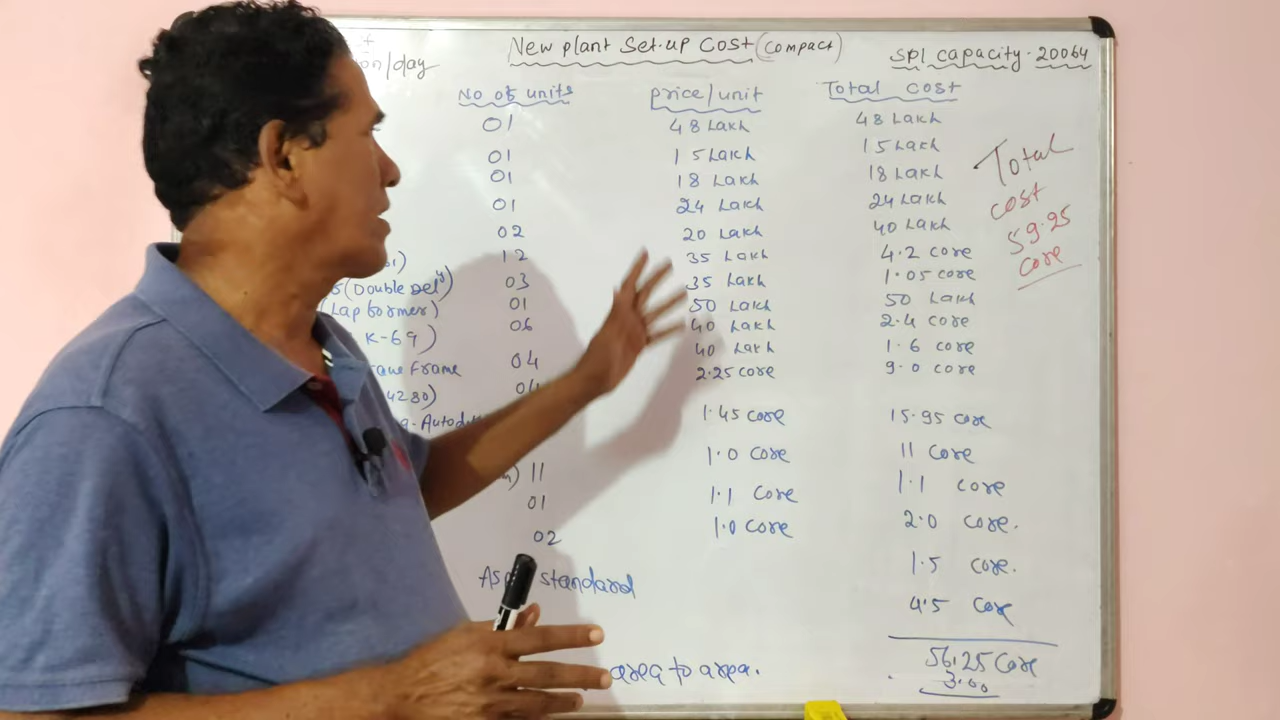 New plant Set-up Cost (compact)
Spl capacity - 20064
on/day
No of units
price/unit
Total cost
01 48 Lakh 48 Lakh
01 15 Lakh 15 Lakh
01 18 Lakh 18 Lakh
01 24 Lakh 24 Lakh
02 20 Lakh 40 Lakh
12 35 Lakh 4.2 core
(Double Dely) 03 35 Lakh 1.05 core
(Lap former) 01 50 Lakh 50 Lakh
K-69) 06 40 Lakh 2.4 core
40 Lakh 1.6 core
Frame 04 2.25 core 9.0 core
4280)
1.45 core 15.95 core
11 1.0 core 11 core
01 1.1 core 1.1 core
02 1.0 core 2.0 core.
1.5 core.
As standard 4.5 core
56.25 core
area to area. 3.00
Total
cost
59.25
core